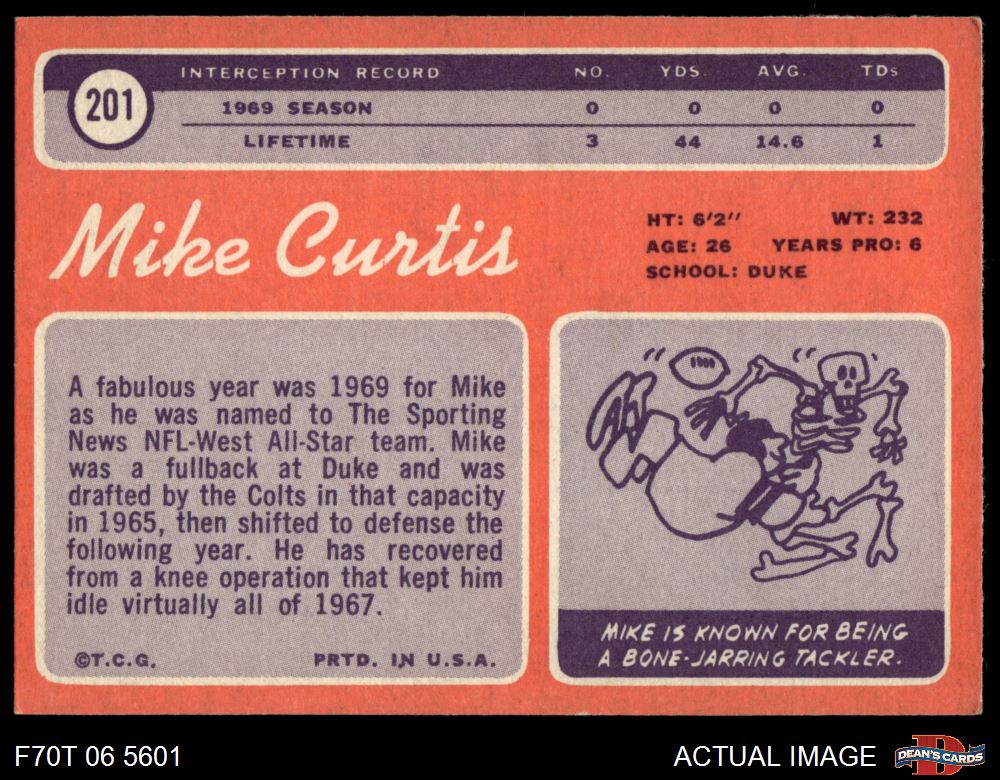 201
INTERCEPTION RECORD NO. YDS. AVG. TDs
1969 SEASON 0 0 0 0
LIFETIME 3 44 14.6 1
Mike Curtis
HT: 6'2" WT: 232
AGE: 26 YEARS PRO: 6
SCHOOL: DUKE
A fabulous year was 1969 for Mike
as he was named to The Sporting
News NFL-West All-Star team. Mike
was a fullback at Duke and was
drafted by the Colts in that capacity
in 1965, then shifted to defense the
following year. He has recovered
from a knee operation that kept him
idle virtually all of 1967.
©T.C.G. PRTD. IN U.S.A.
MIKE IS KNOWN FOR BEING
A BONE-JARRING TACKLER.
F70T 06 5601
ACTUAL IMAGE
D
DEAN'S CARDS